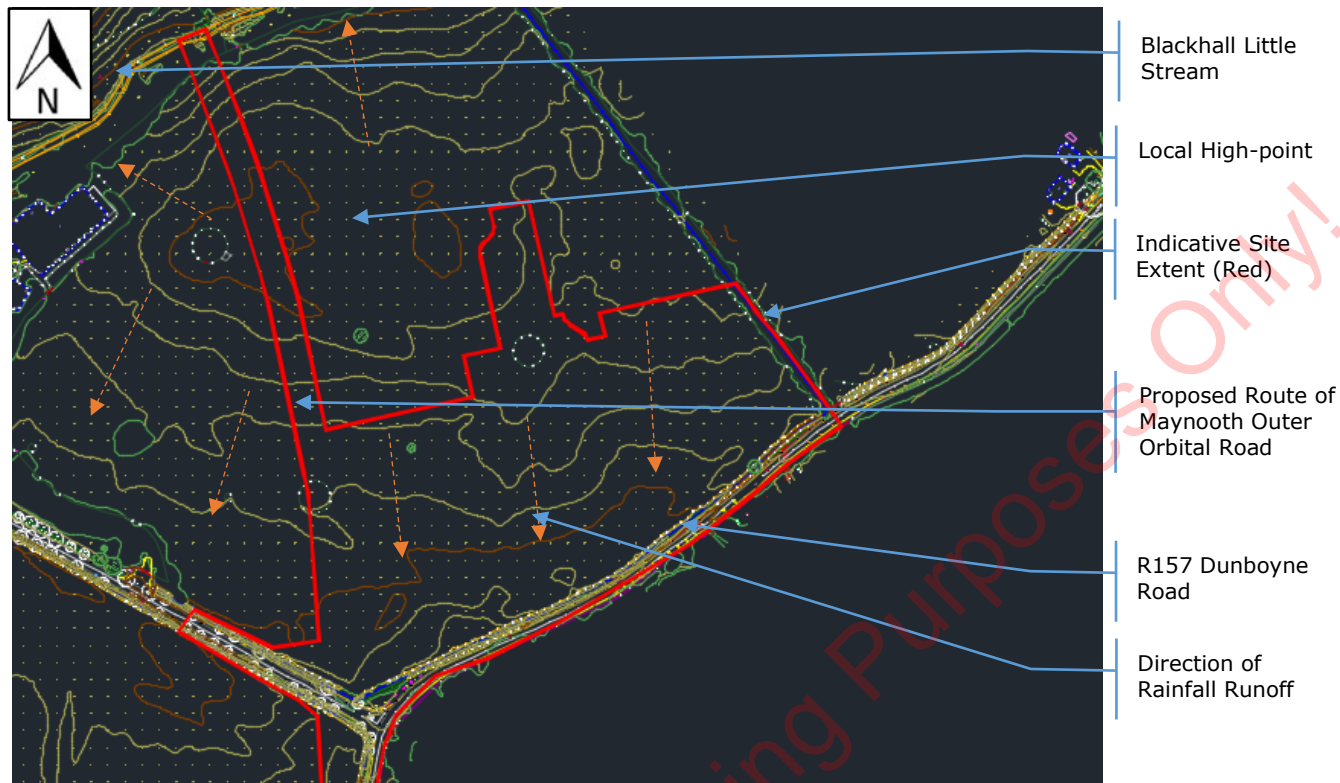 N
Blackhall Little
Stream
Local High-point
Indicative Site
Extent (Red)
Proposed Route of
Maynooth Outer
Orbital Road
R157 Dunboyne
Road
Direction of
Rainfall Runoff
Purposes Only!